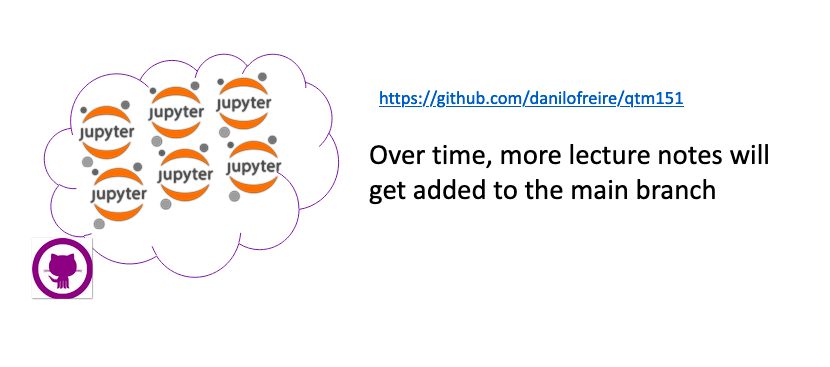 https://github.com/danilofreire/qtm151
jupyter
jupyter
jupyter
jupyter
jupyter
jupyter
Over time, more lecture notes will
get added to the main branch